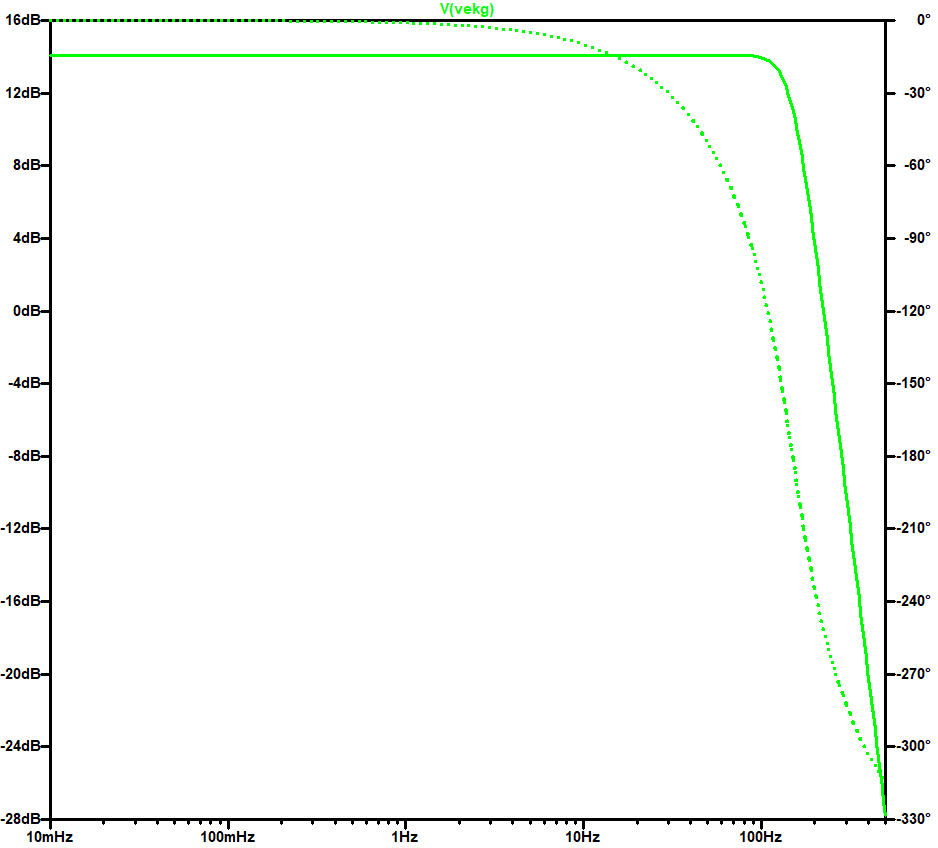 V(vekg)
16dB
12dB
8dB
4dB
0dB
-4dB
-8dB
-12dB
-16dB
-20dB
-24dB
-28dB
0°
-30°
-60°
-90°
-120°
-150°
-180°
-210°
-240°
-270°
-300°
-330°
10mHz 100mHz 1Hz 10Hz 100Hz